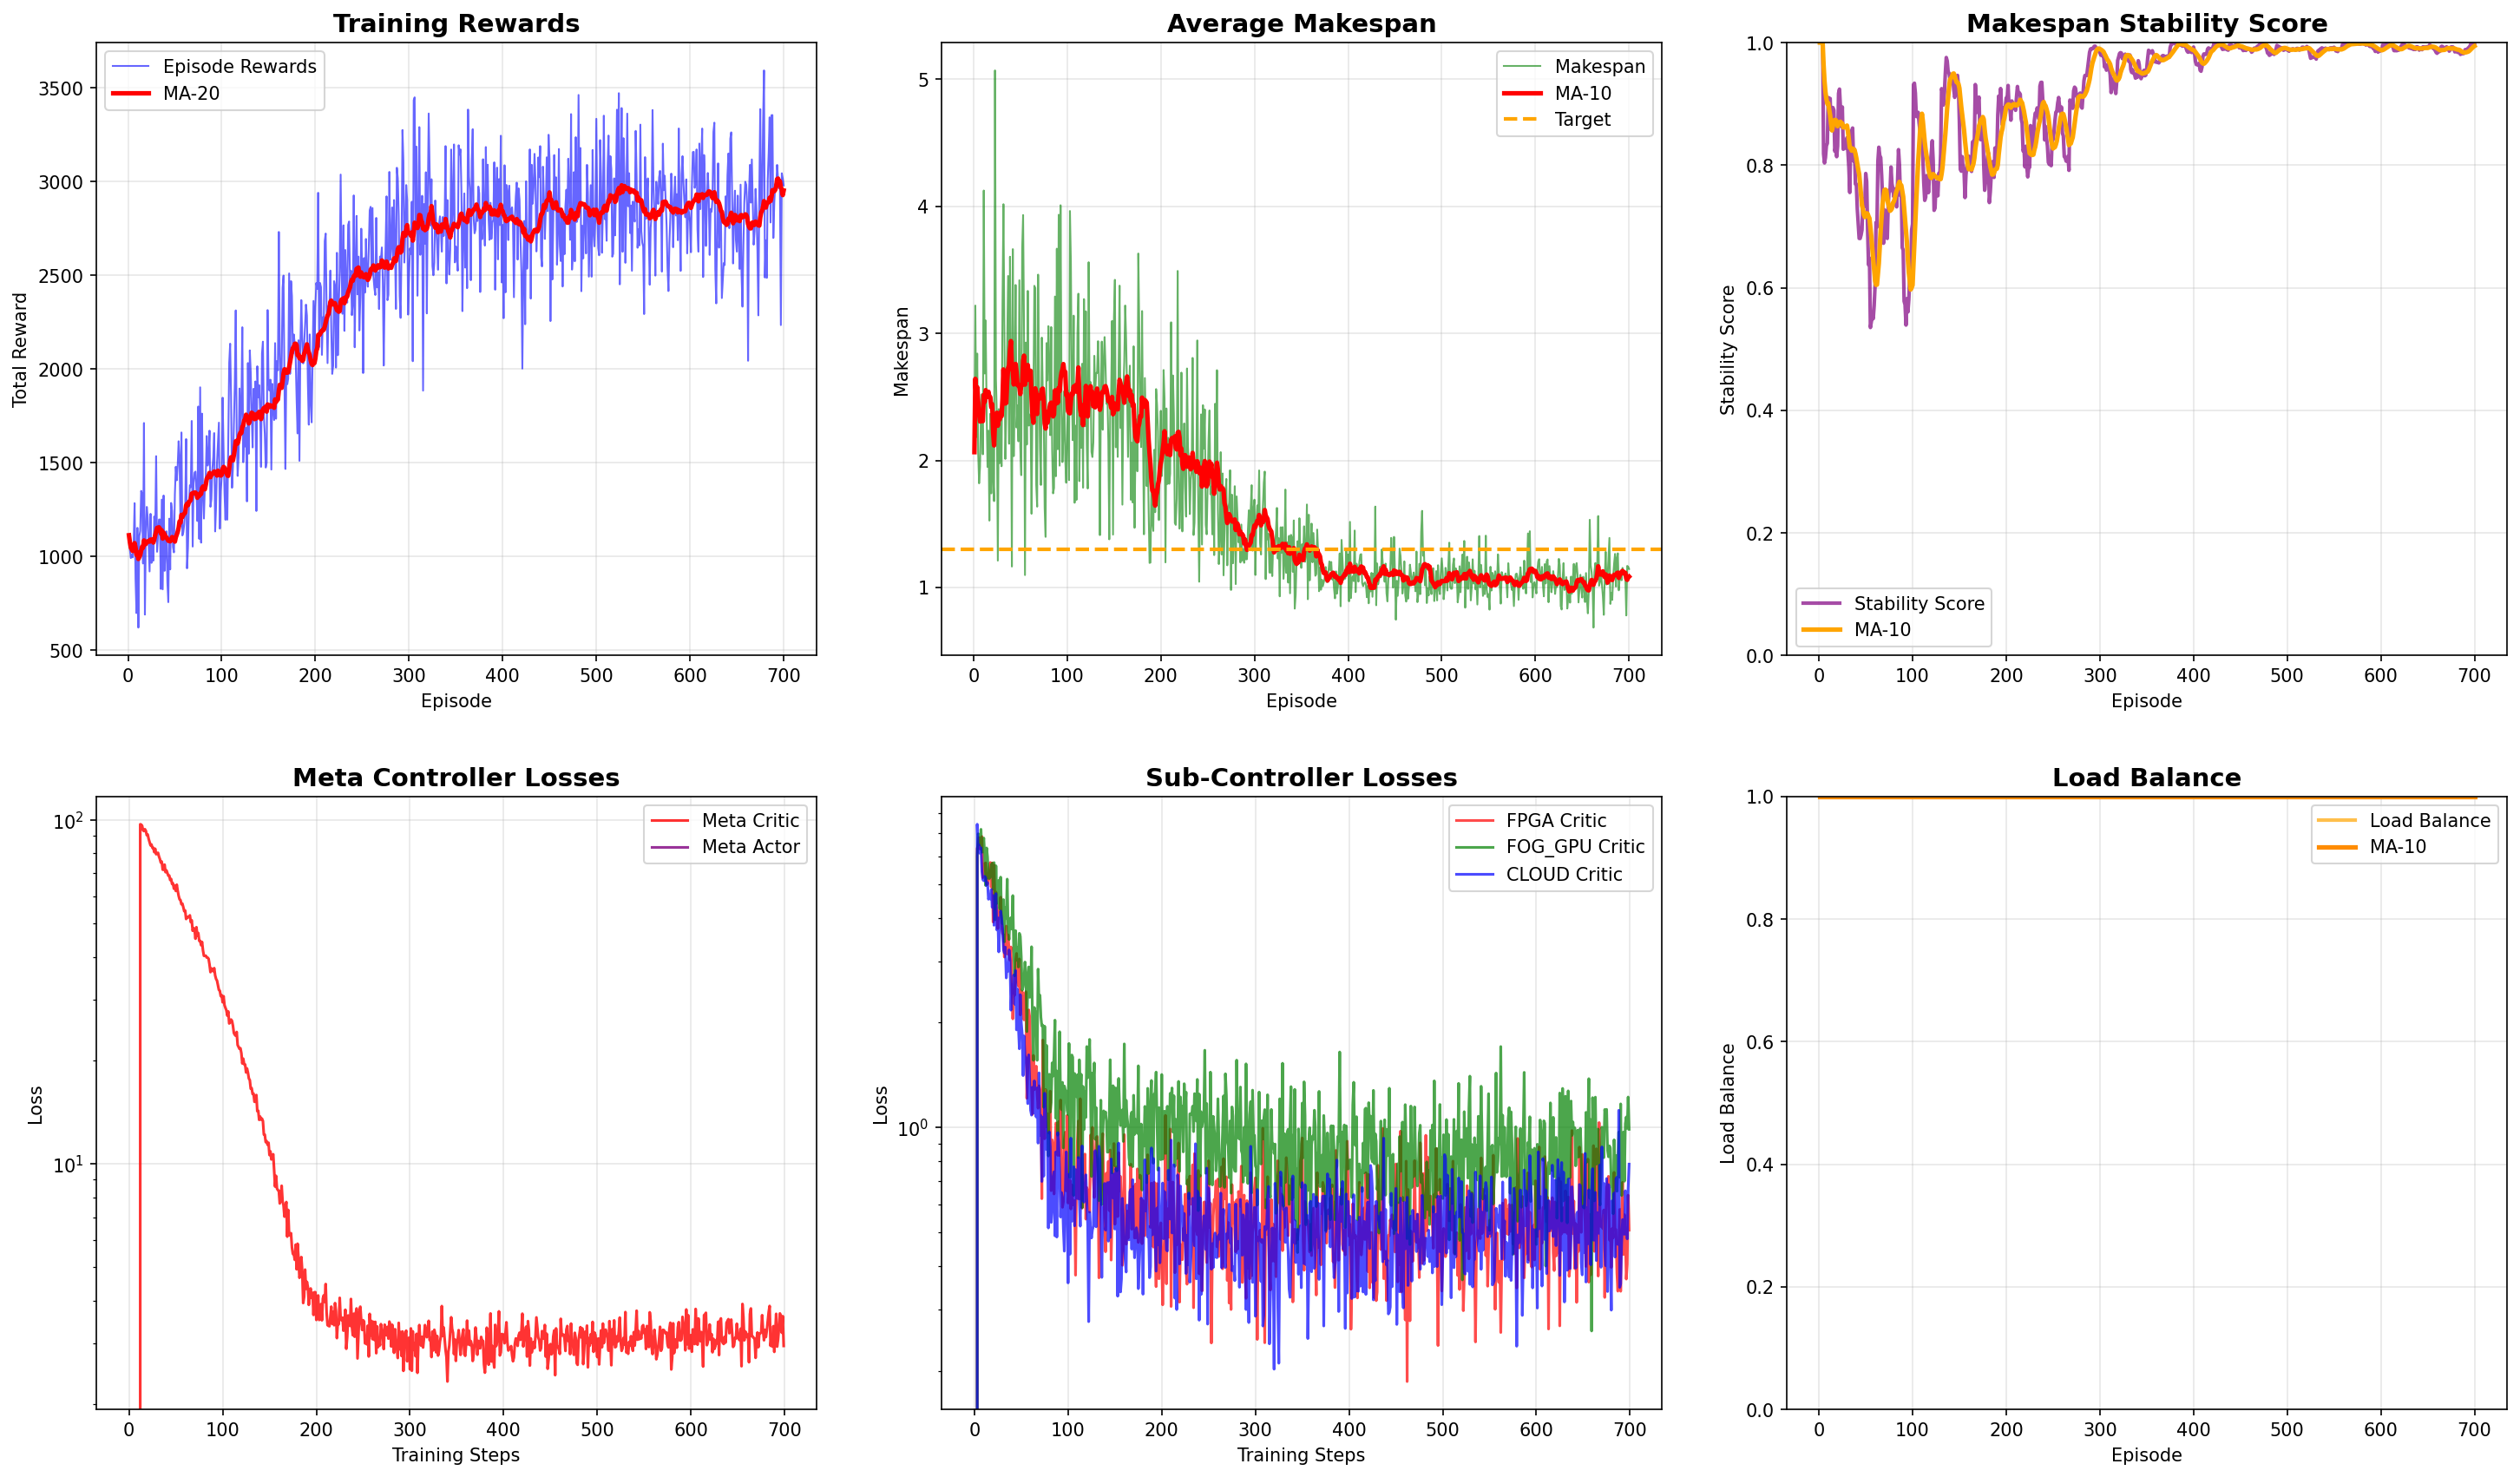 Training Rewards
Episode Rewards
MA-20
3500
3000
2500
2000
1500
1000
500
Total Reward
0 100 200 300 400 500 600 700
Episode
Average Makespan
Makespan
MA-10
Target
5
4
3
2
1
Makespan
0 100 200 300 400 500 600 700
Episode
Makespan Stability Score
1.0
0.8
0.6
0.4
0.2
0.0
Stability Score
Stability Score
MA-10
0 100 200 300 400 500 600 700
Episode
Meta Controller Losses
Meta Critic
Meta Actor
10²
10¹
Loss
0 100 200 300 400 500 600 700
Training Steps
Sub-Controller Losses
FPGA Critic
FOG_GPU Critic
CLOUD Critic
10⁰
Loss
0 100 200 300 400 500 600 700
Training Steps
Load Balance
Load Balance
MA-10
1.0
0.8
0.6
0.4
0.2
0.0
Load Balance
0 100 200 300 400 500 600 700
Episode